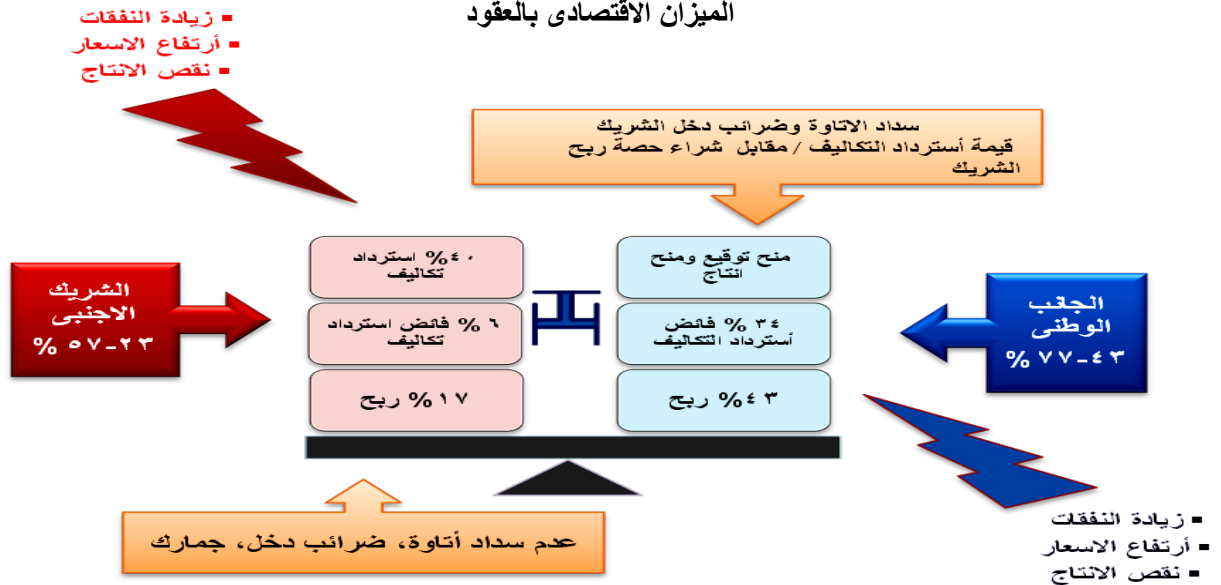 الميزان الاقتصادى بالعقود
▪ زيادة النفقات
▪ أرتفاع الاسعار
▪ نقص الانتاج
سداد الاتاوة وضرائب دخل الشريك
قيمة أسترداد التكاليف / مقابل شراء حصة ربح
الشريك
منح توقيع ومنح
انتاج
٤٠% استرداد
تكاليف
الجانب
الوطنى
٤٣-٧٧ %
٣٤ % فائض
أسترداد التكاليف
٦ % فائض استرداد
تكاليف
الشريك
الاجنبى
٢٣-٥٧ %
٤٣% ربح
١٧ % ربح
عدم سداد أتاوة، ضرائب دخل، جمارك
▪ زيادة النفقات
▪ أرتفاع الاسعار
▪ نقص الانتاج